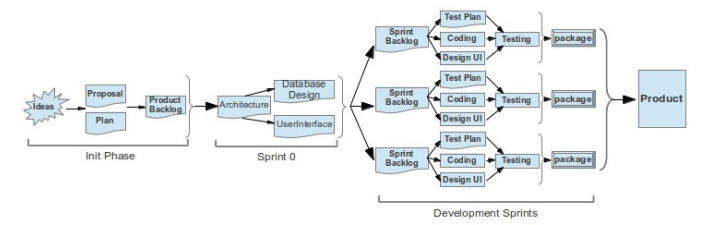 Ideas
Proposal
Plan
Product
Backlog
Init Phase
Architecture
Database
Design
UserInterface
Sprint 0
Sprint
Backlog
Test Plan
Coding
Design UI
Testing
package
Sprint
Backlog
Test Plan
Coding
Design UI
Testing
package
Sprint
Backlog
Test Plan
Coding
Design UI
Testing
package
Development Sprints
Product